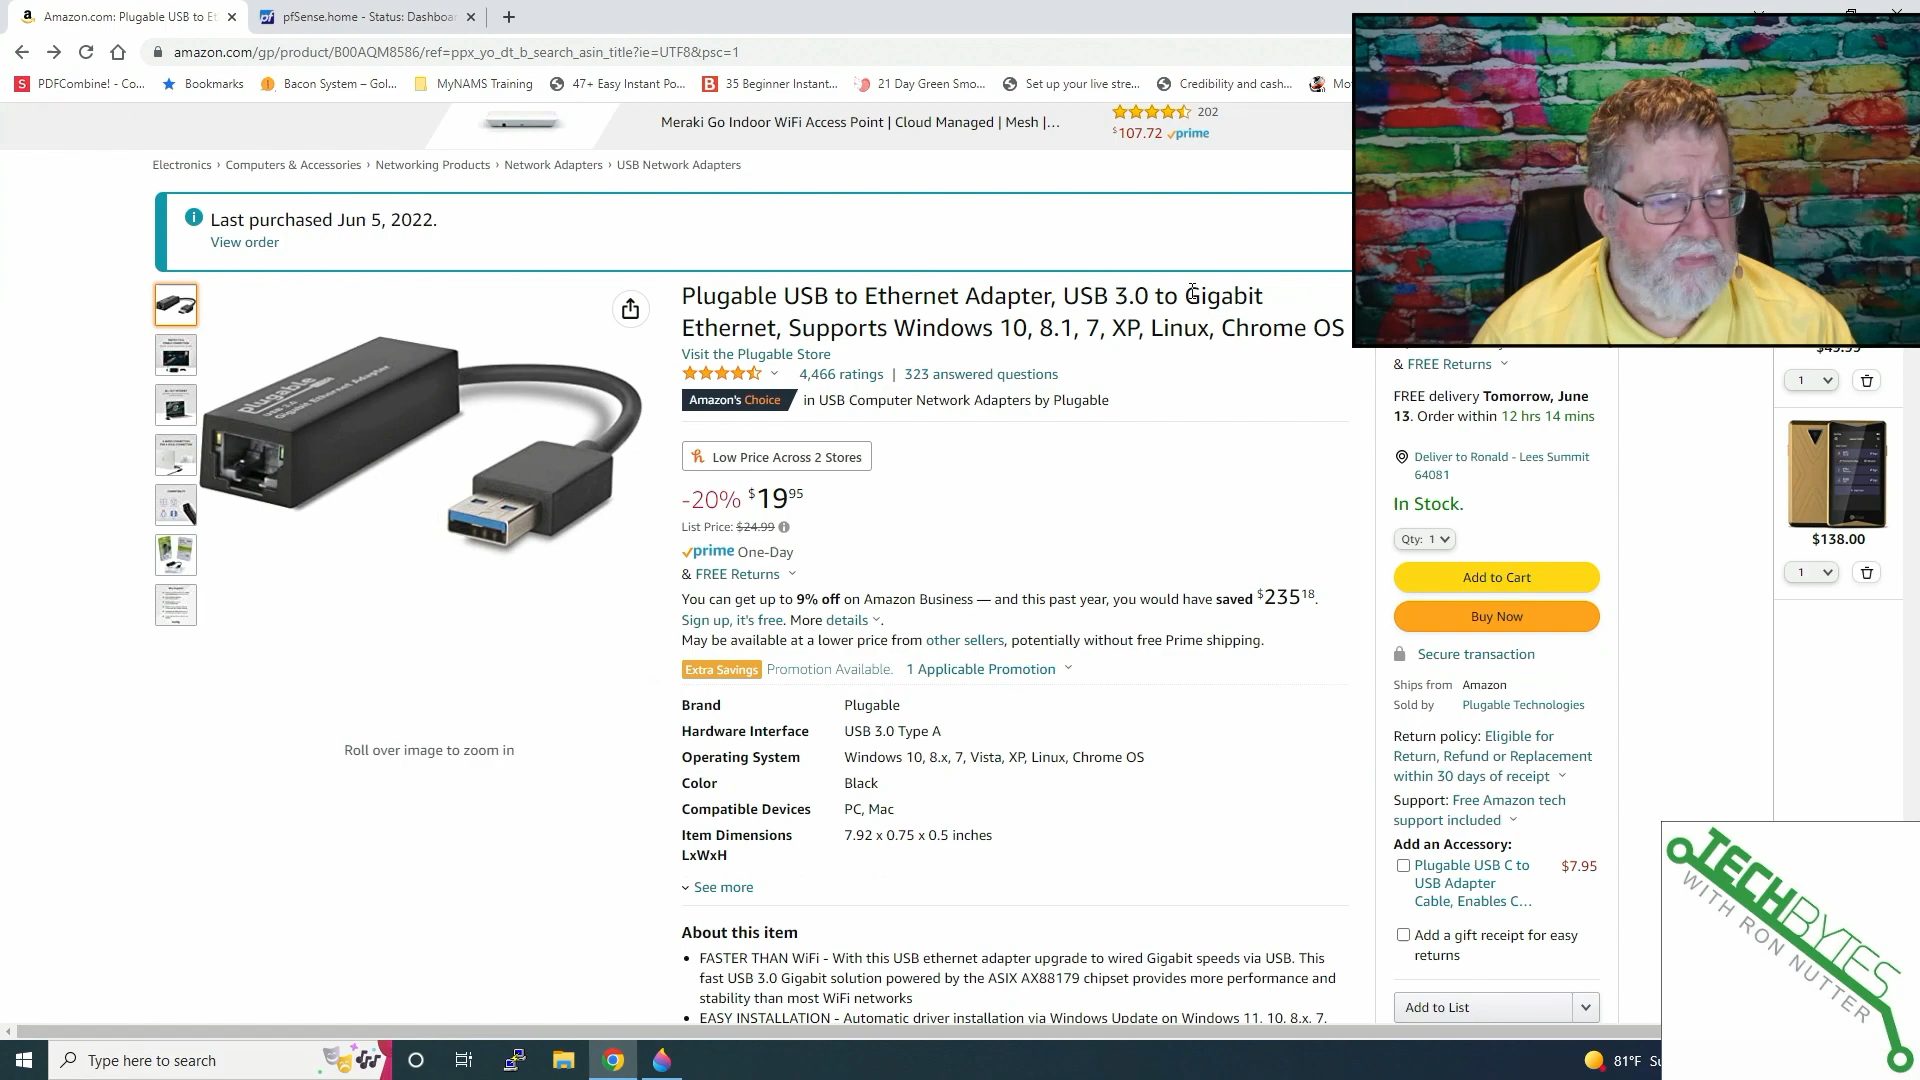 Amazon.com: Plugable USB to Et
pfSense.home - Status: Dashboar
amazon.com/gp/product/B00AQM8586/ref=ppx_yo_dt_b_search_asin_title?ie=UTF8&psc=1
PDFCombine! - Co...
Bookmarks
Bacon System – Gol...
MyNAMS Training
47+ Easy Instant Po...
35 Beginner Instant...
21 Day Green Smo...
Set up your live stre...
Credibility and cash...
Mo
Meraki Go Indoor WiFi Access Point | Cloud Managed | Mesh |...
202
$107.72 prime
Electronics › Computers & Accessories › Networking Products › Network Adapters › USB Network Adapters
Last purchased Jun 5, 2022.
View order
plugable
USB 3.0
Gigabit Ethernet Adapter
Roll over image to zoom in
Plugable USB to Ethernet Adapter, USB 3.0 to Gigabit
Ethernet, Supports Windows 10, 8.1, 7, XP, Linux, Chrome OS
Visit the Plugable Store
4,466 ratings | 323 answered questions
Amazon's Choice in USB Computer Network Adapters by Plugable
Low Price Across 2 Stores
-20% $19 95
List Price: $24.99
prime One-Day
& FREE Returns
You can get up to 9% off on Amazon Business — and this past year, you would have saved $235 18.
Sign up, it's free. More details
May be available at a lower price from other sellers, potentially without free Prime shipping.
Extra Savings Promotion Available. 1 Applicable Promotion
Brand Plugable
Hardware Interface USB 3.0 Type A
Operating System Windows 10, 8.x, 7, Vista, XP, Linux, Chrome OS
Color Black
Compatible Devices PC, Mac
Item Dimensions 7.92 x 0.75 x 0.5 inches
LxWxH
See more
About this item
• FASTER THAN WiFi - With this USB ethernet adapter upgrade to wired Gigabit speeds via USB. This
fast USB 3.0 Gigabit solution powered by the ASIX AX88179 chipset provides more performance and
stability than most WiFi networks
• EASY INSTALLATION - Automatic driver installation via Windows Update on Windows 11, 10, 8.x, 7,
& FREE Returns
FREE delivery Tomorrow, June
13. Order within 12 hrs 14 mins
Deliver to Ronald - Lees Summit
64081
In Stock.
Qty: 1
Add to Cart
Buy Now
Secure transaction
Ships from Amazon
Sold by Plugable Technologies
Return policy: Eligible for
Return, Refund or Replacement
within 30 days of receipt
Support: Free Amazon tech
support included
Add an Accessory:
Plugable USB C to $7.95
USB Adapter
Cable, Enables C...
Add a gift receipt for easy
returns
Add to List
1
$138.00
1
TECHBYTES
WITH RON NUTTER
Type here to search
81°F Su